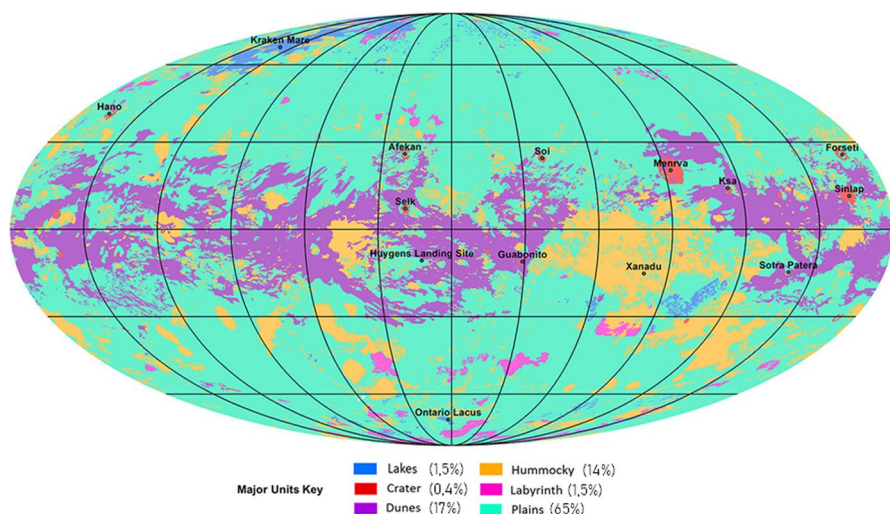 Kraken Mare
Hano
Afekan
Soi
Menrva
Forseti
Ksa
Sinlap
Selk
Huygens Landing Site
Guabonito
Xanadu
Sotra Patera
Ontario Lacus
Major Units Key
Lakes (1,5%)
Hummocky (14%)
Crater (0,4%)
Labyrinth (1,5%)
Dunes (17%)
Plains (65%)